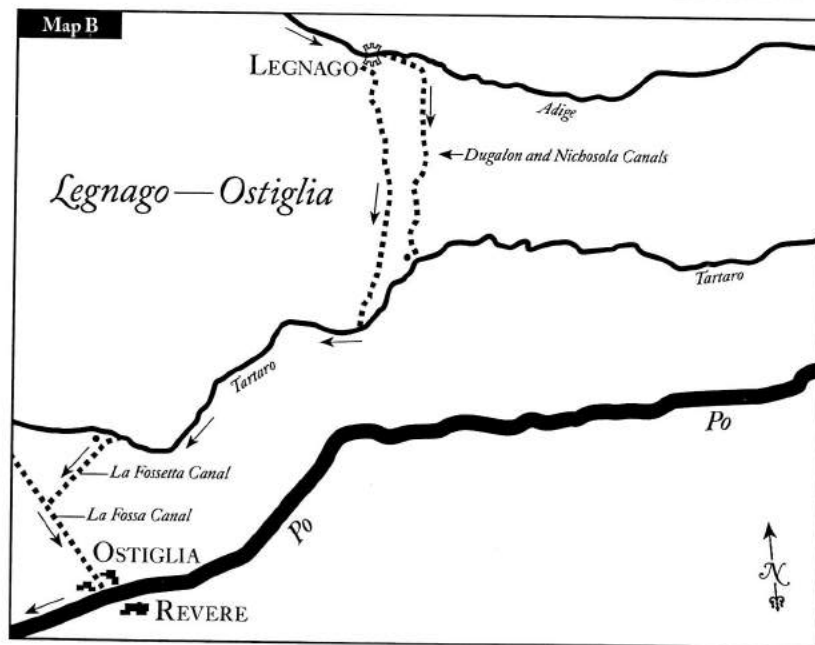 Map B
LEGNAGO
Adige
Dugalon and Nichosola Canals
Legnago — Ostiglia
Tartaro
Tartaro
Po
La Fossetta Canal
La Fossa Canal
Po
OSTIGLIA
REVERE
N